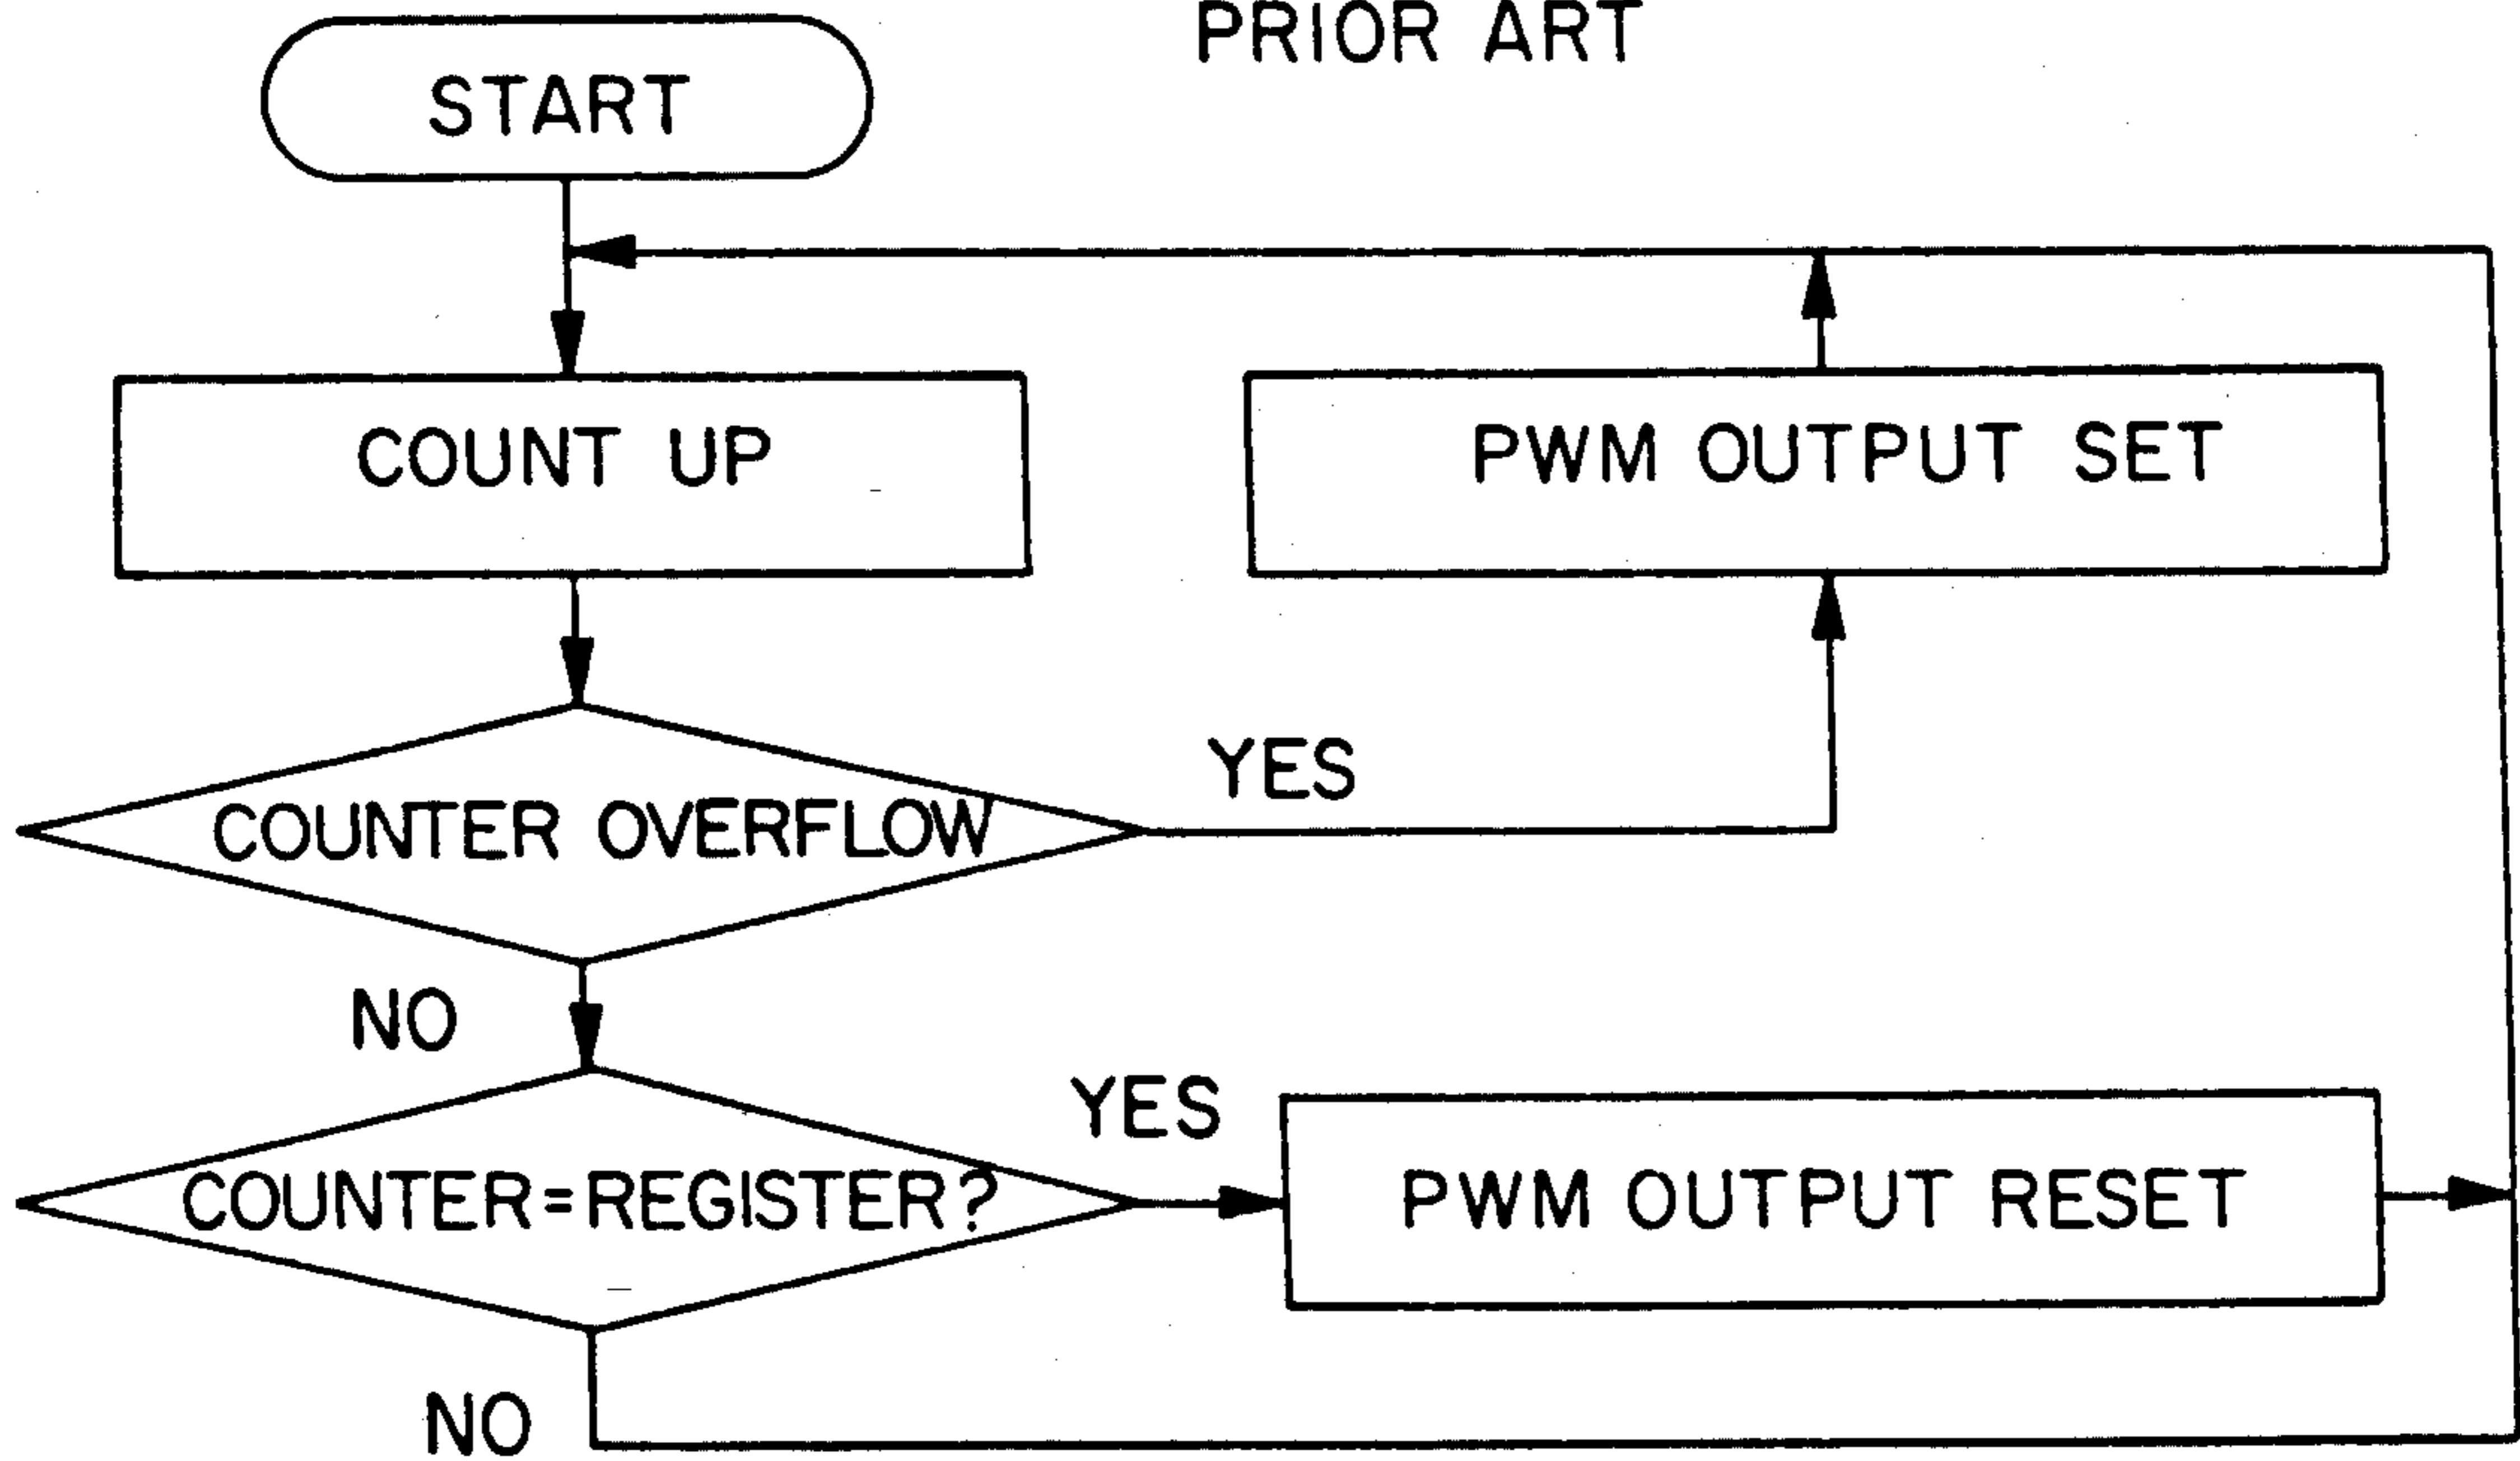 PRIOR ART
START
COUNT UP
PWM OUTPUT SET
COUNTER OVERFLOW
YES
NO
COUNTER=REGISTER?
YES
PWM OUTPUT RESET
NO